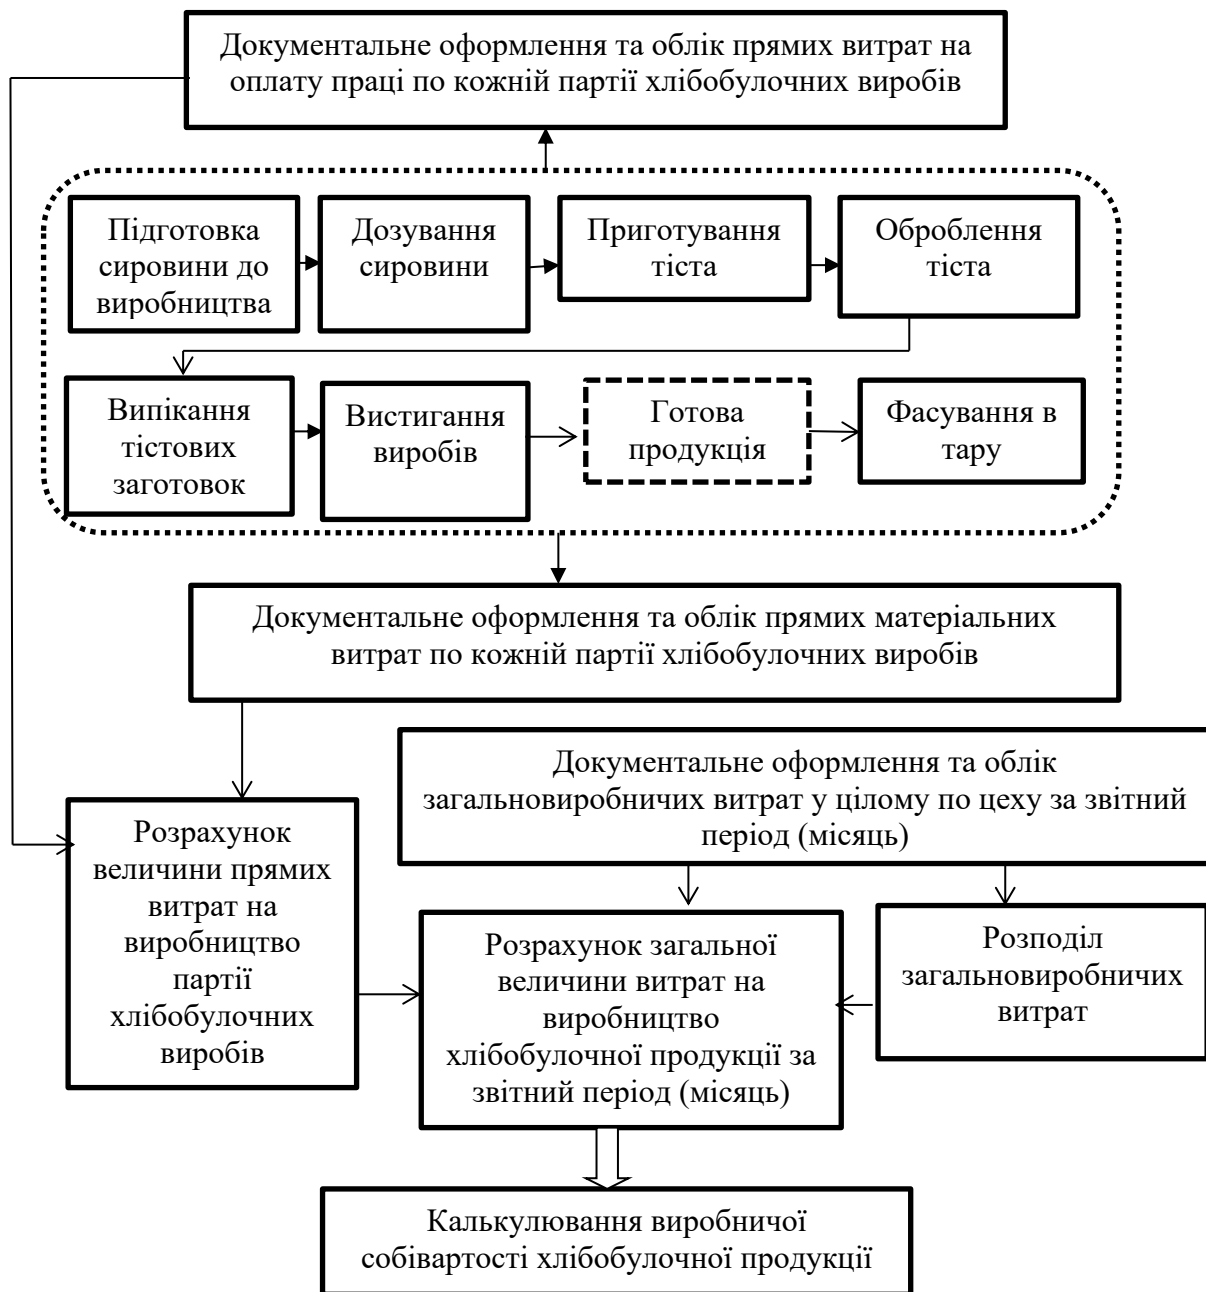 Документальне оформлення та облік прямих витрат на
оплату праці по кожній партії хлібобулочних виробів
Підготовка
сировини до
виробництва
Дозування
сировини
Приготування
тіста
Оброблення
тіста
Випікання
тістових
заготовок
Вистигання
виробів
Готова
продукція
Фасування в
тару
Документальне оформлення та облік прямих матеріальних
витрат по кожній партії хлібобулочних виробів
Документальне оформлення та облік
загальновиробничих витрат у цілому по цеху за звітний
період (місяць)
Розрахунок
величини прямих
витрат на
виробництво
партії
хлібобулочних
виробів
Розрахунок загальної
величини витрат на
виробництво
хлібобулочної продукції за
звітний період (місяць)
Розподіл
загальновиробничих
витрат
Калькулювання виробничої
собівартості хлібобулочної продукції